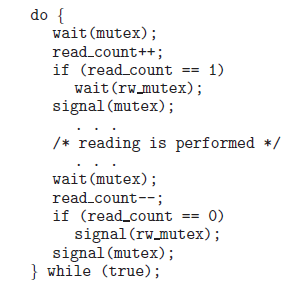 do {
wait(mutex);
read_count++;
if (read_count == 1)
wait(rw_mutex);
signal(mutex);
. . .
/* reading is performed */
. . .
wait(mutex);
read_count--;
if (read_count == 0)
signal(rw_mutex);
signal(mutex);
} while (true);